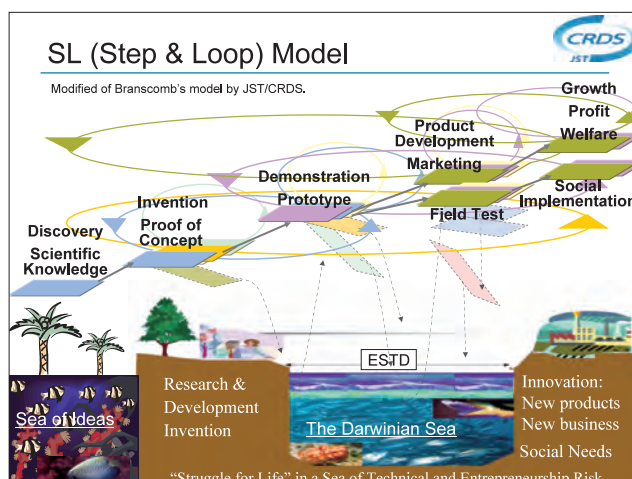 SL (Step & Loop) Model
CRDS
JST
Modified of Branscomb's model by JST/CRDS.
Growth
Profit
Welfare
Product
Development
Marketing
Demonstration
Prototype
Social
Implementation
Field Test
Invention
Proof of
Concept
Discovery
Scientific
Knowledge
ESTD
Research &
Development
Invention
Innovation:
New products
New business
Social Needs
Sea of Ideas
The Darwinian Sea
"Struggle for Life" in a Sea of Technical and Entrepreneurship Risk